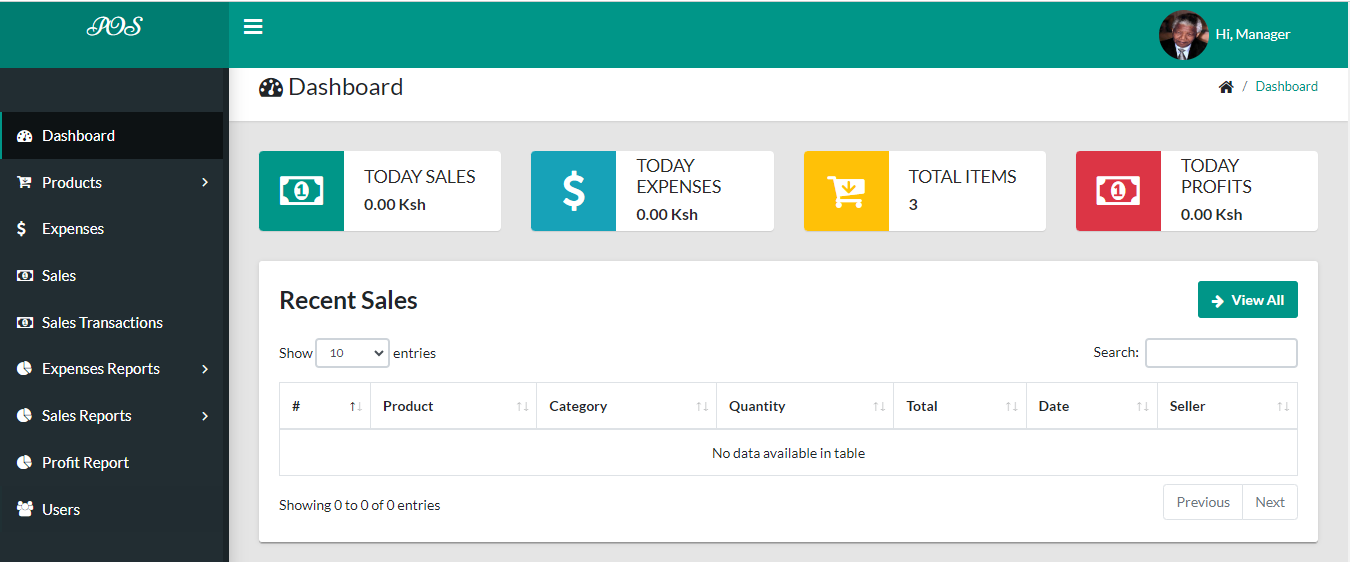 POS
Hi, Manager
Dashboard
/ Dashboard
Dashboard
Products
Expenses
Sales
Sales Transactions
Expenses Reports
Sales Reports
Profit Report
Users
TODAY SALES
0.00 Ksh
TODAY
EXPENSES
0.00 Ksh
TOTAL ITEMS
3
TODAY
PROFITS
0.00 Ksh
Recent Sales
View All
Show 10 entries
Search:
# Product Category Quantity Total Date Seller
No data available in table
Showing 0 to 0 of 0 entries
Previous Next